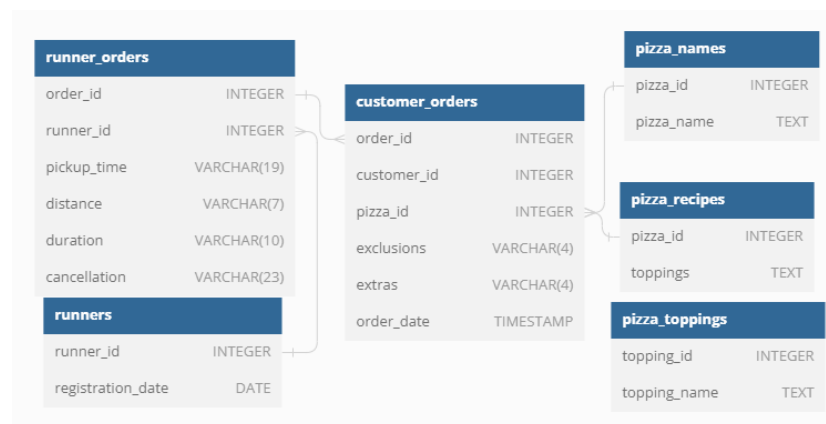 runner_orders
order_id INTEGER
runner_id INTEGER
pickup_time VARCHAR(19)
distance VARCHAR(7)
duration VARCHAR(10)
cancellation VARCHAR(23)
runners
runner_id INTEGER
registration_date DATE
customer_orders
order_id INTEGER
customer_id INTEGER
pizza_id INTEGER
exclusions VARCHAR(4)
extras VARCHAR(4)
order_date TIMESTAMP
pizza_names
pizza_id INTEGER
pizza_name TEXT
pizza_recipes
pizza_id INTEGER
toppings TEXT
pizza_toppings
topping_id INTEGER
topping_name TEXT